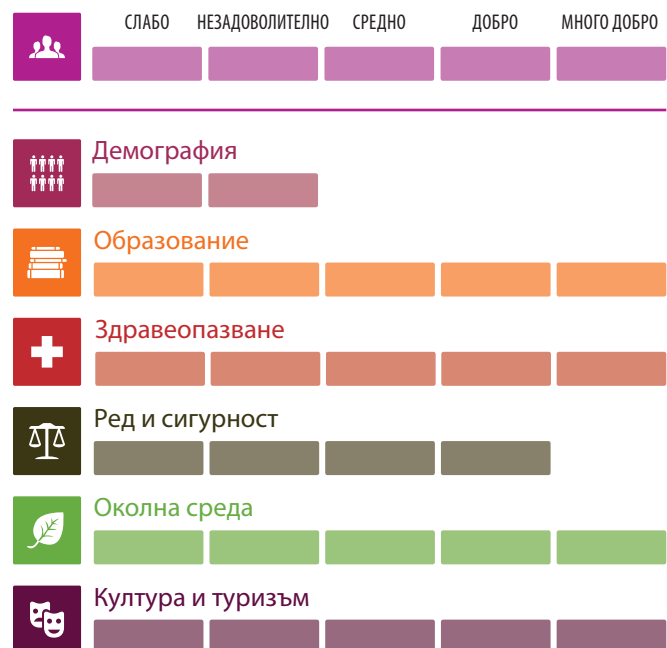 СЛАБО НЕЗАДОВОЛИТЕЛНО СРЕДНО ДОБРО МНОГО ДОБРО
Демография
Образование
Здравеопазване
Ред и сигурност
Околна среда
Култура и туризъм